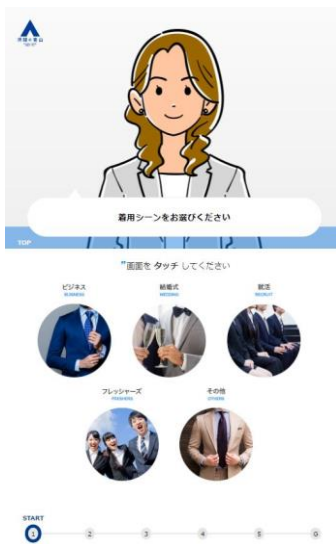 洋服の青山
着用シーンをお選びください
TOP
画面を タッチ してください
ビジネス
BUSINESS
結婚式
WEDDING
就活
RECRUIT
フレッシャーズ
FRESHERS
その他
OTHERS
START
1 2 3 4 5 6